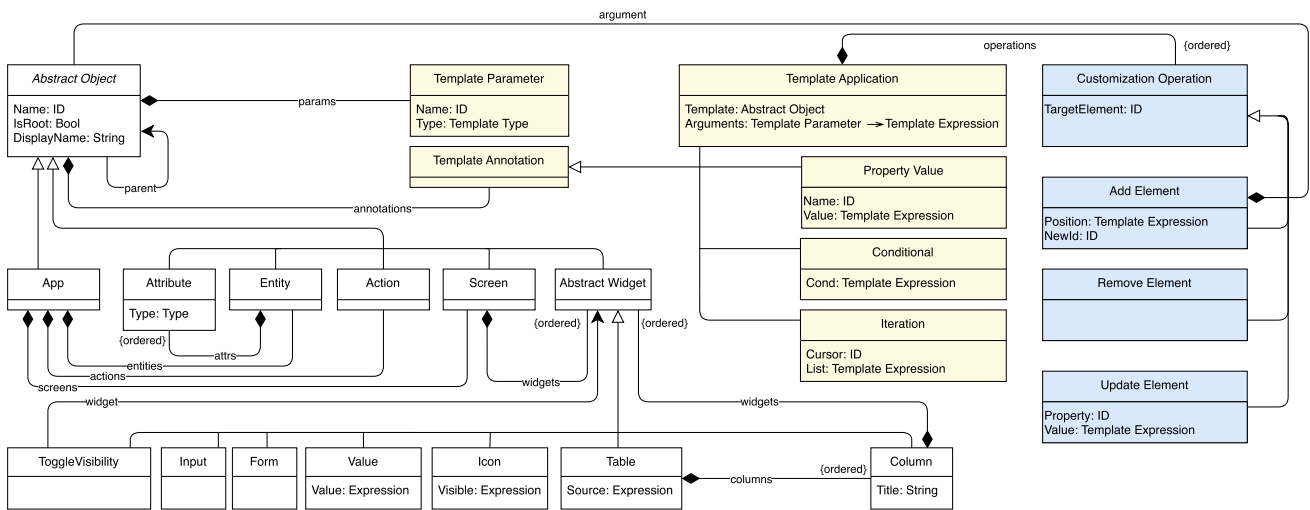 argument
operations
{ordered}
Abstract Object
Name: ID
IsRoot: Bool
DisplayName: String
params
parent
annotations
Template Parameter
Name: ID
Type: Template Type
Template Annotation
Template Application
Template: Abstract Object
Arguments: Template Parameter → Template Expression
Property Value
Name: ID
Value: Template Expression
Conditional
Cond: Template Expression
Iteration
Cursor: ID
List: Template Expression
Customization Operation
TargetElement: ID
Add Element
Position: Template Expression
NewId: ID
Remove Element
Update Element
Property: ID
Value: Template Expression
App
Attribute
Type: Type
Entity
Action
Screen
Abstract Widget
{ordered}
{ordered}
{ordered}
attrs
entities
actions
screens
widgets
widget
widgets
ToggleVisibility
Input
Form
Value
Value: Expression
Icon
Visible: Expression
Table
Source: Expression
columns
{ordered}
Column
Title: String